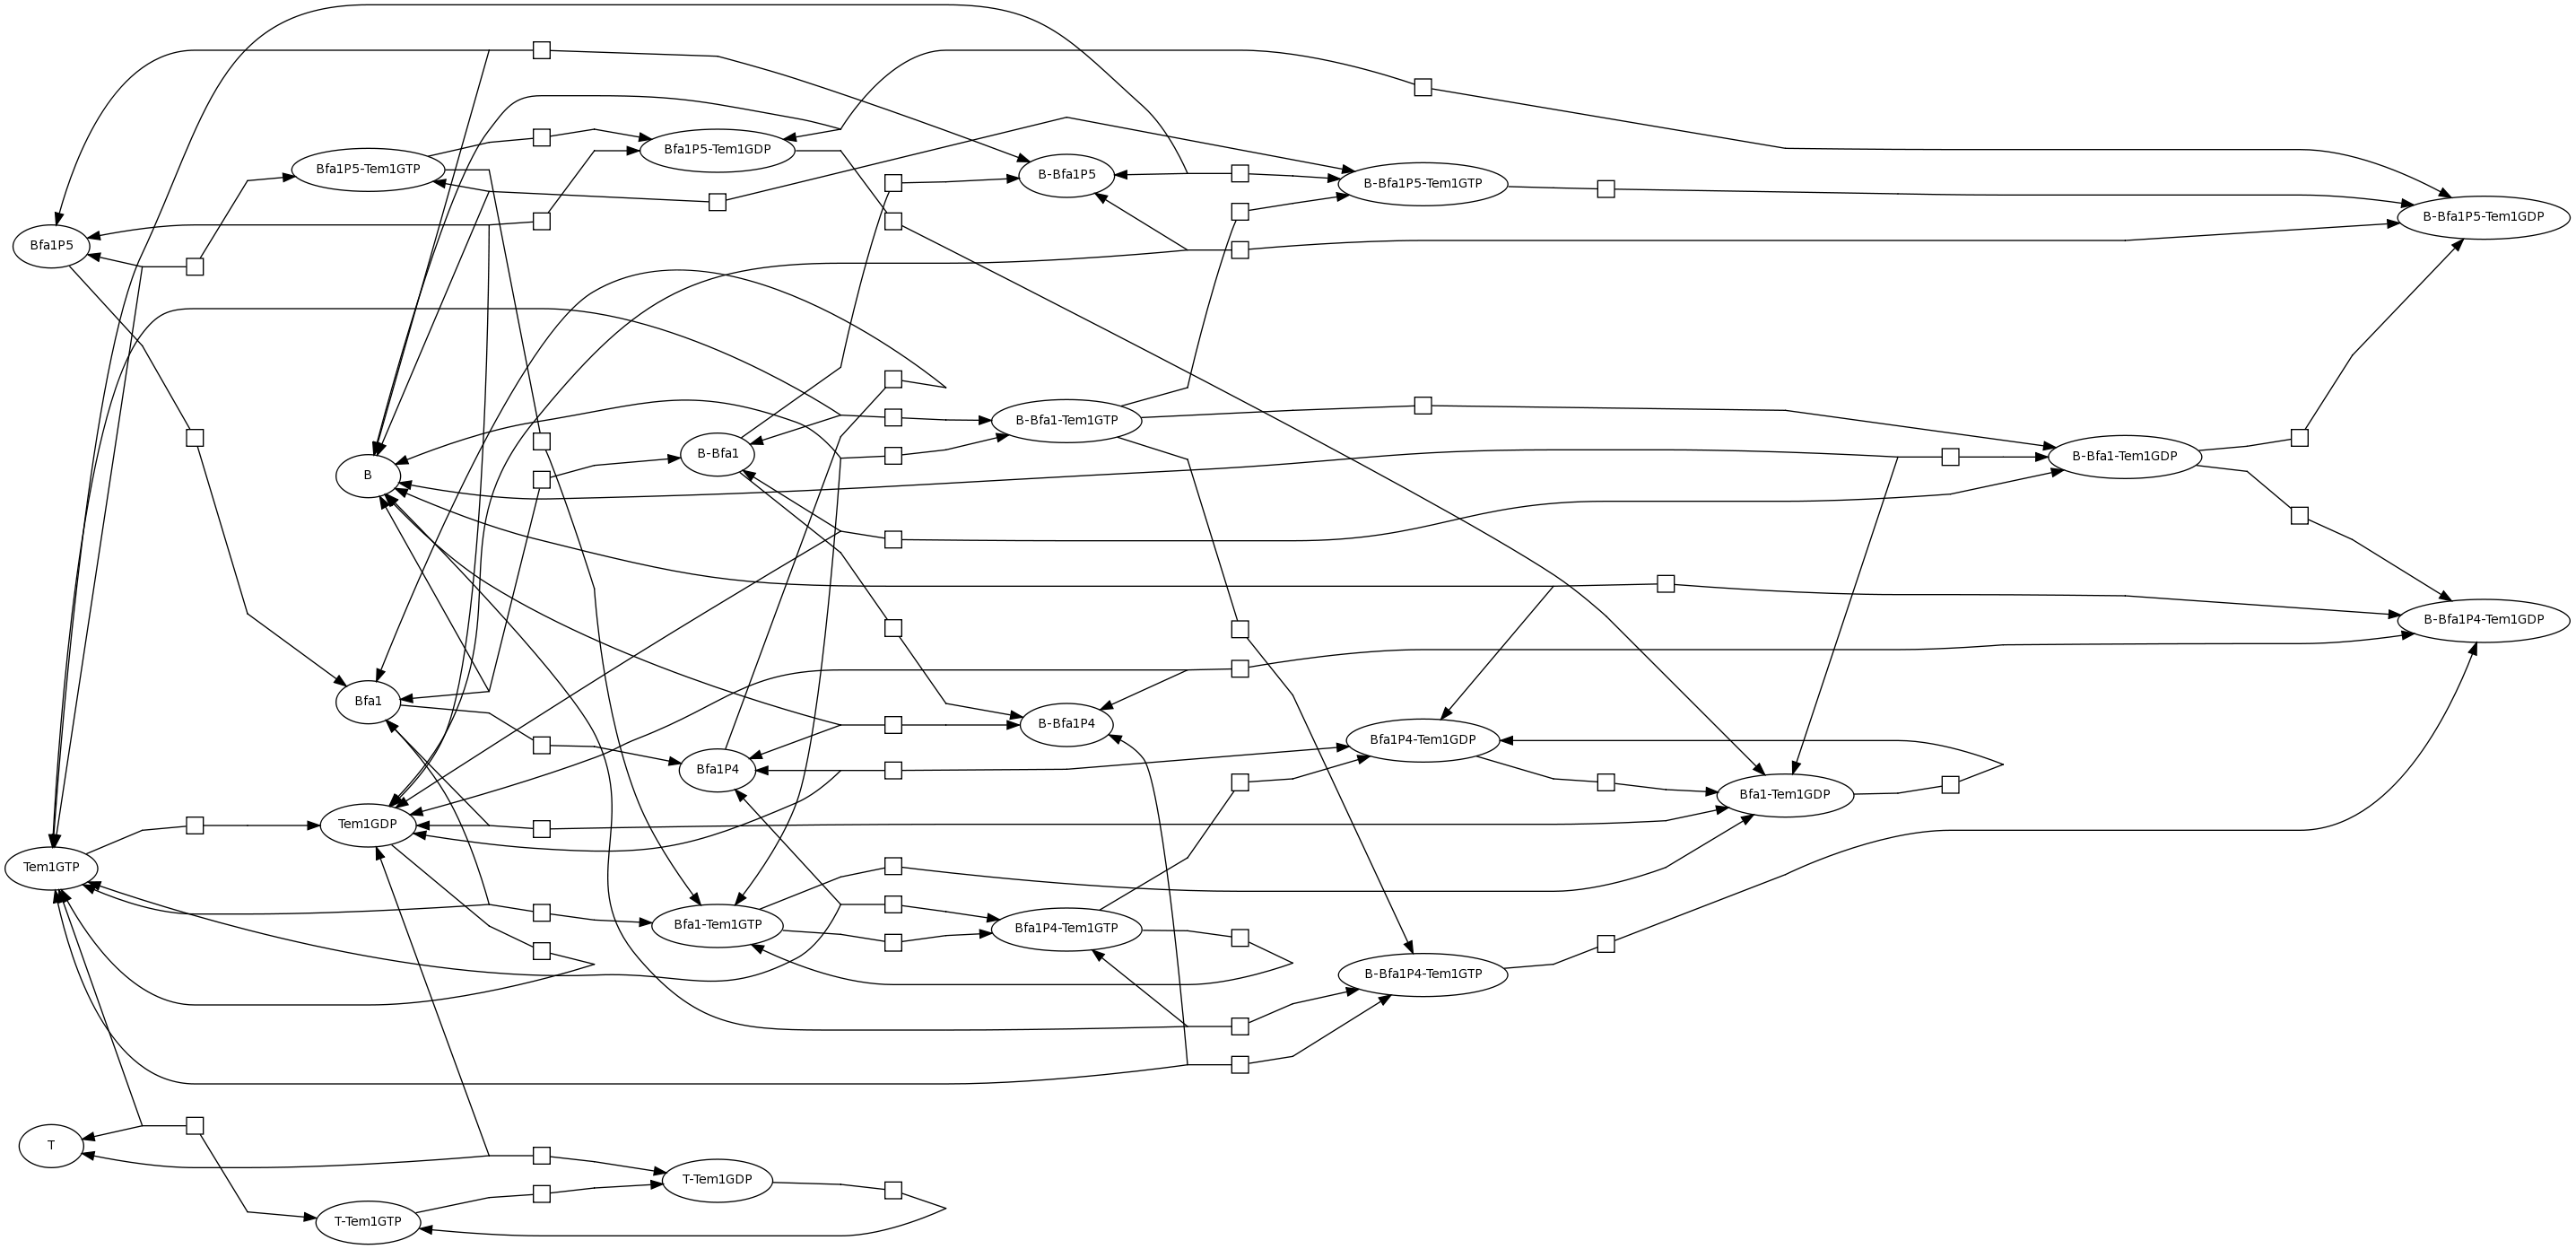 Bfa1P5-Tem1GTP
Bfa1P5-Tem1GDP
B-Bfa1P5
B-Bfa1P5-Tem1GTP
B-Bfa1P5-Tem1GDP
Bfa1P5
B-Bfa1-Tem1GTP
B-Bfa1
B-Bfa1-Tem1GDP
B
B-Bfa1P4-Tem1GDP
Bfa1
B-Bfa1P4
Bfa1P4-Tem1GDP
Bfa1P4
Bfa1-Tem1GDP
Tem1GDP
Tem1GTP
Bfa1-Tem1GTP
Bfa1P4-Tem1GTP
B-Bfa1P4-Tem1GTP
T
T-Tem1GDP
T-Tem1GTP